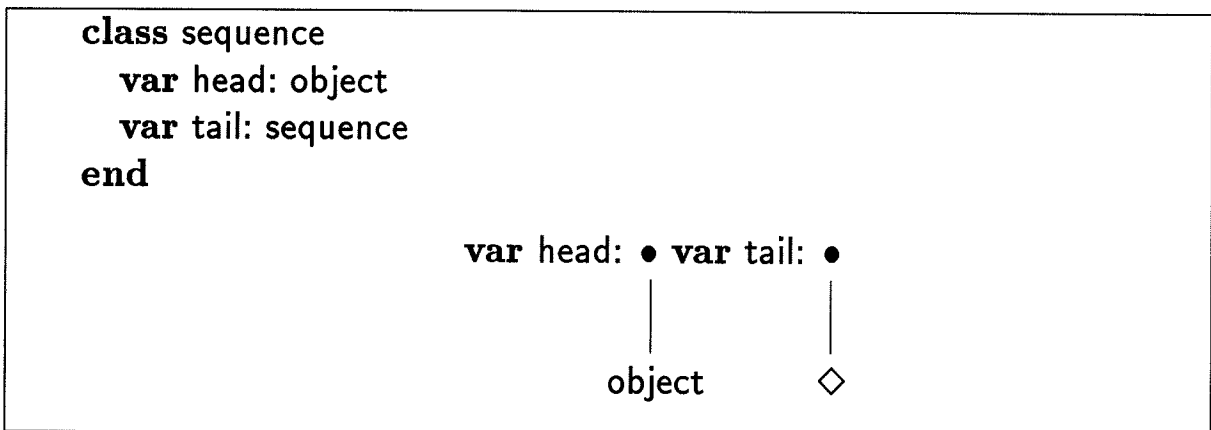 class sequence
var head: object
var tail: sequence
end
var head: ● var tail: ●
object ◇